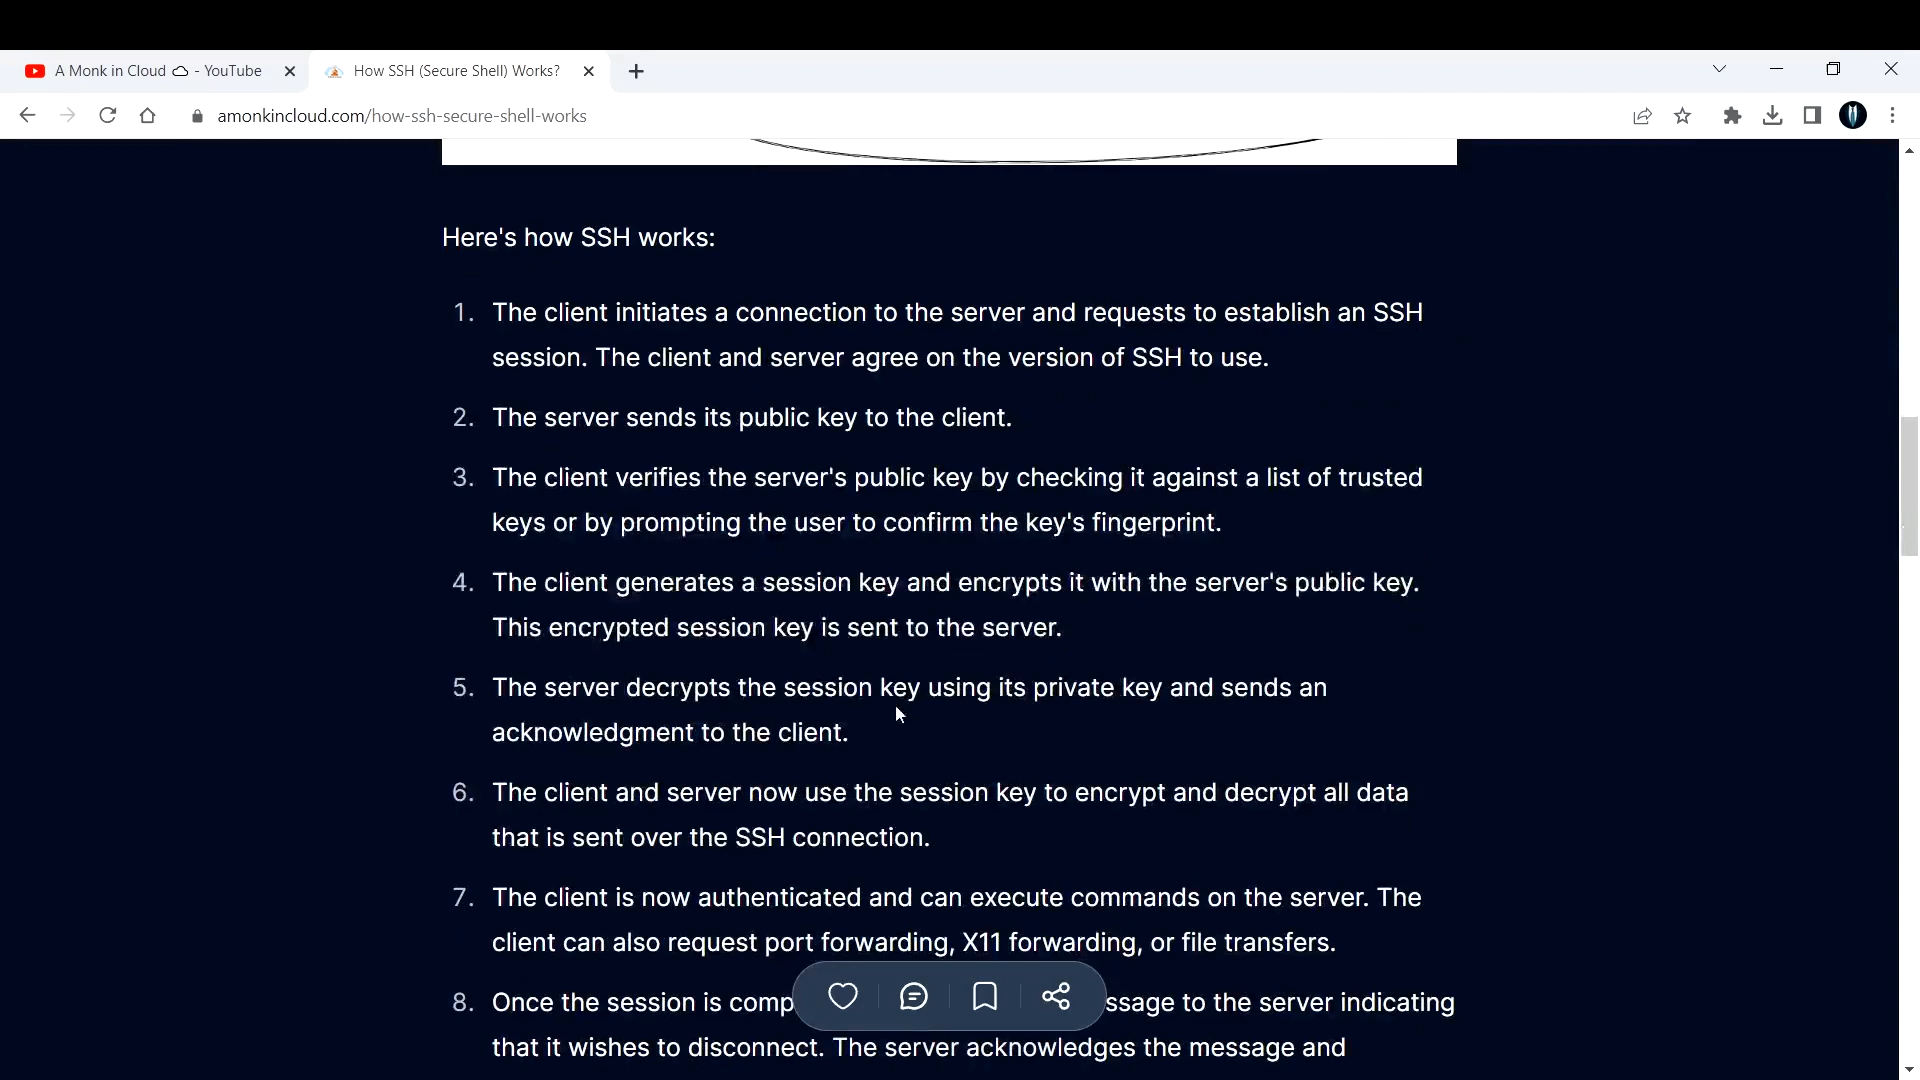 A Monk in Cloud - YouTube
How SSH (Secure Shell) Works?
amonkincloud.com/how-ssh-secure-shell-works
Here's how SSH works:
1. The client initiates a connection to the server and requests to establish an SSH
session. The client and server agree on the version of SSH to use.
2. The server sends its public key to the client.
3. The client verifies the server's public key by checking it against a list of trusted
keys or by prompting the user to confirm the key's fingerprint.
4. The client generates a session key and encrypts it with the server's public key.
This encrypted session key is sent to the server.
5. The server decrypts the session key using its private key and sends an
acknowledgment to the client.
6. The client and server now use the session key to encrypt and decrypt all data
that is sent over the SSH connection.
7. The client is now authenticated and can execute commands on the server. The
client can also request port forwarding, X11 forwarding, or file transfers.
8. Once the session is comp ssage to the server indicating
that it wishes to disconnect. The server acknowledges the message and